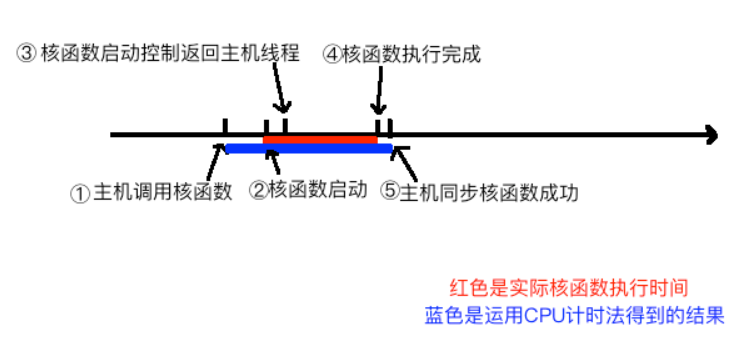 ③ 核函数启动控制返回主机线程 ④核函数执行完成
①主机调用核函数 ②核函数启动 ⑤主机同步核函数成功
红色是实际核函数执行时间
蓝色是运用CPU计时法得到的结果